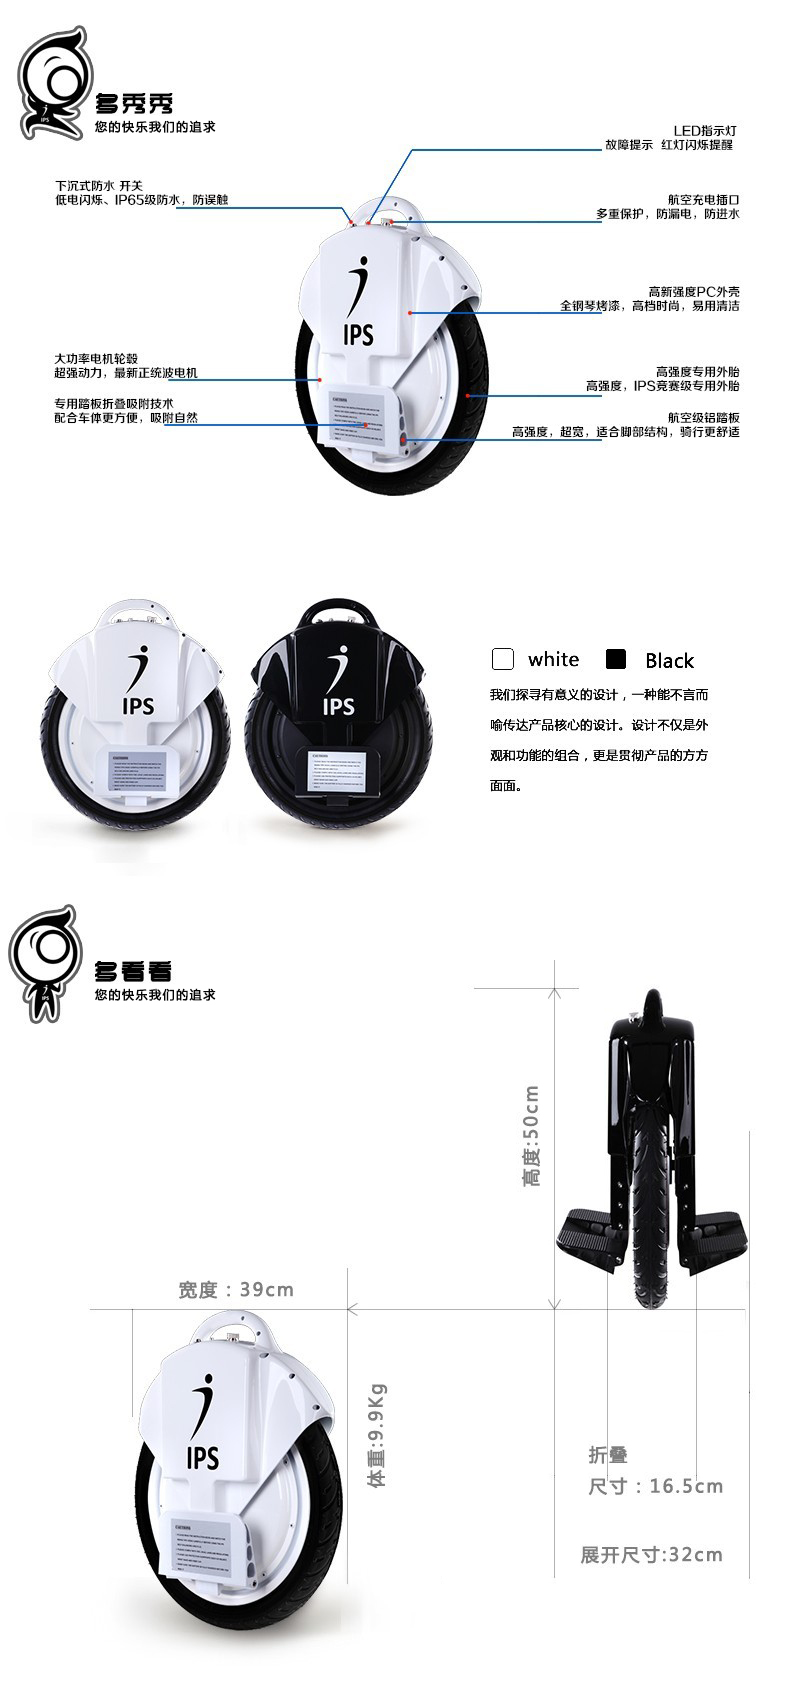 多秀秀
您的快乐我们的追求
IPS
LED指示灯
故障提示 红灯闪烁提醒
下沉式防水 开关
低电闪烁、IP65级防水，防误触
航空充电插口
多重保护，防漏电，防进水
高新强度PC外壳
全钢琴烤漆，高档时尚，易用清洁
IPS
大功率电机轮毂
超强动力，最新正统波电机
高强度专用外胎
高强度，IPS竞赛级专用外胎
专用踏板折叠吸附技术
配合车体更方便，吸附自然
航空级铝踏板
高强度，超宽，适合脚部结构，骑行更舒适
IPS
IPS
white
Black
我们探寻有意义的设计，一种能不言而
喻传达产品核心的设计。设计不仅是外
观和功能的组合，更是贯彻产品的方方
面面。
多看看
您的快乐我们的追求
IPS
高度:50cm
宽度：39cm
IPS
体重:9.9Kg
折叠
尺寸：16.5cm
展开尺寸:32cm